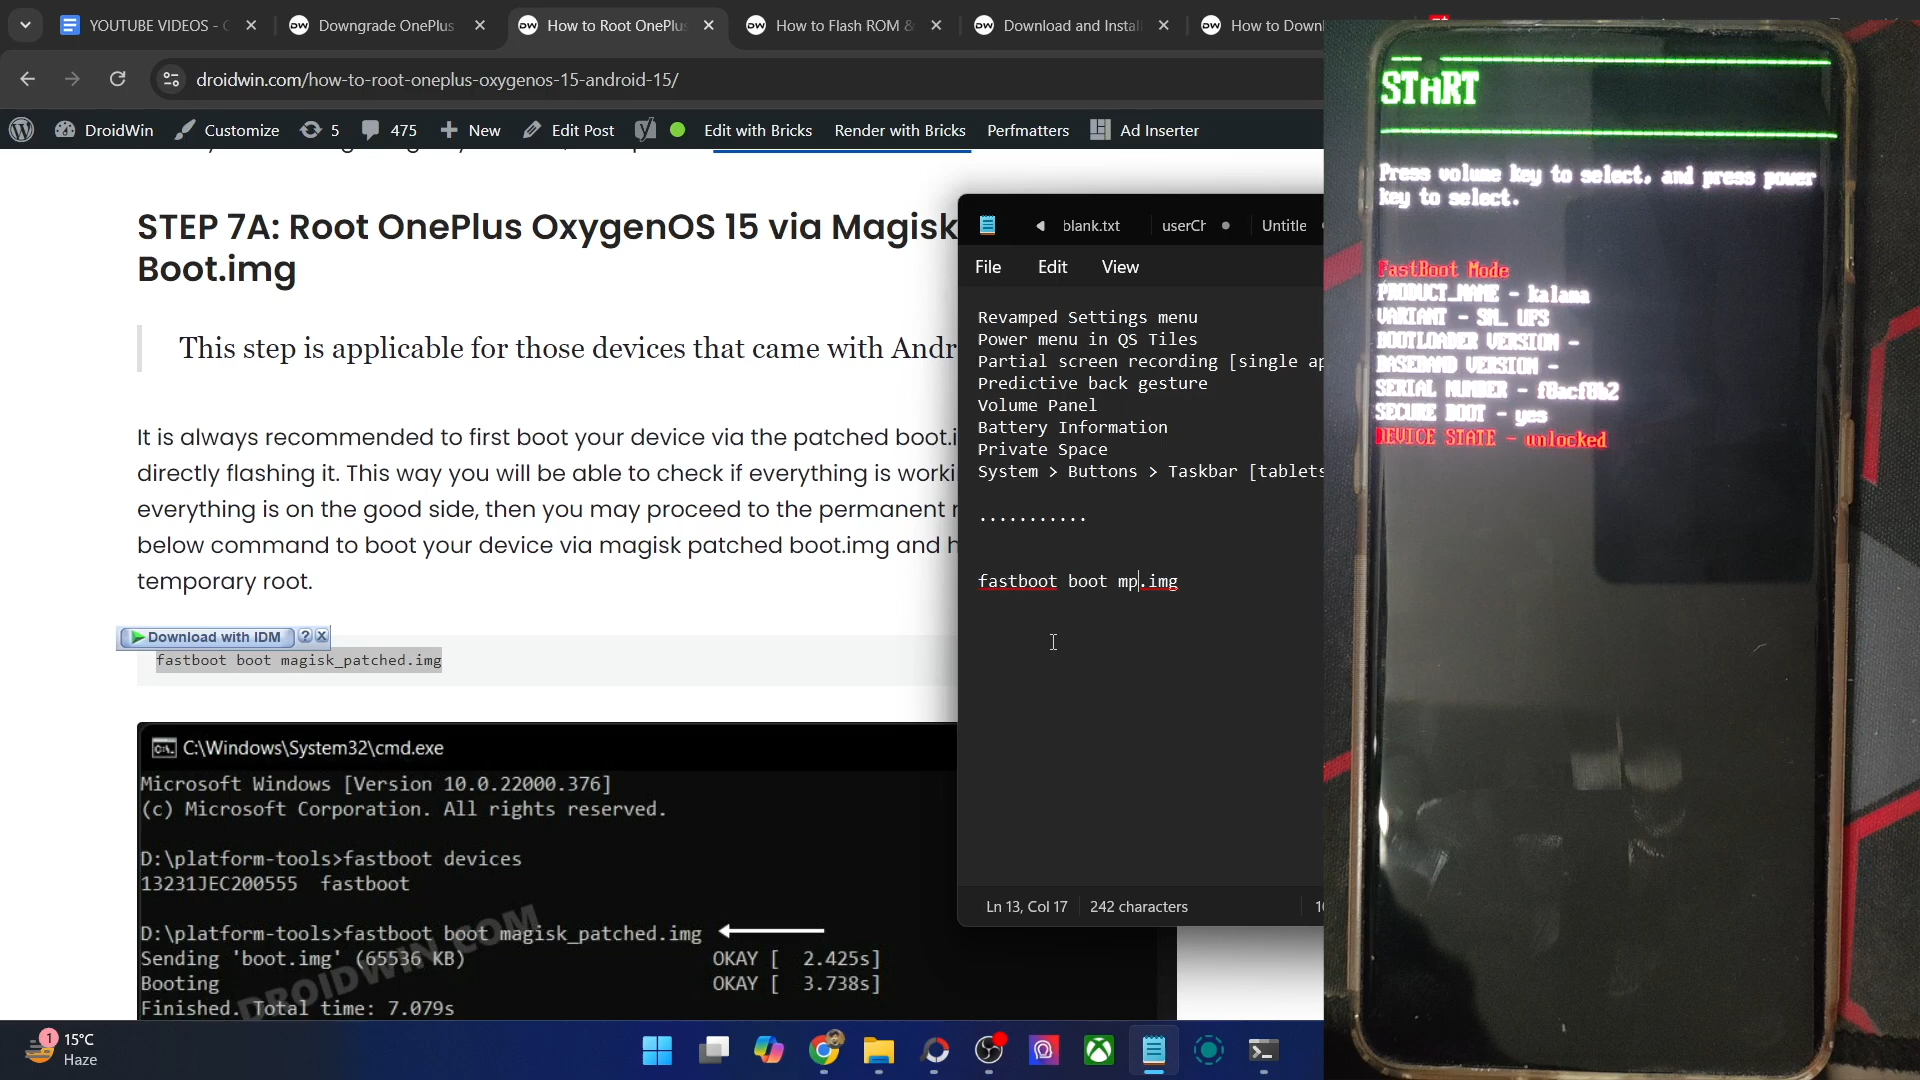 YOUTUBE VIDEOS -
Downgrade OnePlus
How to Root OnePlus
How to Flash ROM &
Download and Instal
How to Down
droidwin.com/how-to-root-oneplus-oxygenos-15-android-15/
DroidWin
Customize
5
475
New
Edit Post
Edit with Bricks
Render with Bricks
Perfmatters
Ad Inserter
STEP 7A: Root OnePlus OxygenOS 15 via Magisk
Boot.img
This step is applicable for those devices that came with Andr
It is always recommended to first boot your device via the patched boot.i
directly flashing it. This way you will be able to check if everything is worki
everything is on the good side, then you may proceed to the permanent
below command to boot your device via magisk patched boot.img and h
temporary root.
Download with IDM ? X
fastboot boot magisk_patched.img
C:\Windows\System32\cmd.exe
Microsoft Windows [Version 10.0.22000.376]
(c) Microsoft Corporation. All rights reserved.
D:\platform-tools>fastboot devices
13231JEC200555 fastboot
D:\platform-tools>fastboot boot magisk_patched.img
Sending 'boot.img' (65536 KB) OKAY [ 2.425s]
Booting OKAY [ 3.738s]
Finished. Total time: 7.079s
DROIDWIN.COM
blank.txt
userCh
Untitle
File
Edit
View
Revamped Settings menu
Power menu in QS Tiles
Partial screen recording [single ap
Predictive back gesture
Volume Panel
Battery Information
Private Space
System > Buttons > Taskbar [tablets
...........
fastboot boot mp.img
Ln 13, Col 17
242 characters
START
Press volume key to select, and press power
key to select.
FastBoot Mode
PRODUCT_NAME - kalama
VARIANT - SM_ UFS
BOOTLOADER VERSION -
BASEBAND VERSION -
SERIAL NUMBER - f8acf8b2
SECURE BOOT - yes
DEVICE STATE - unlocked
1
15°C
Haze